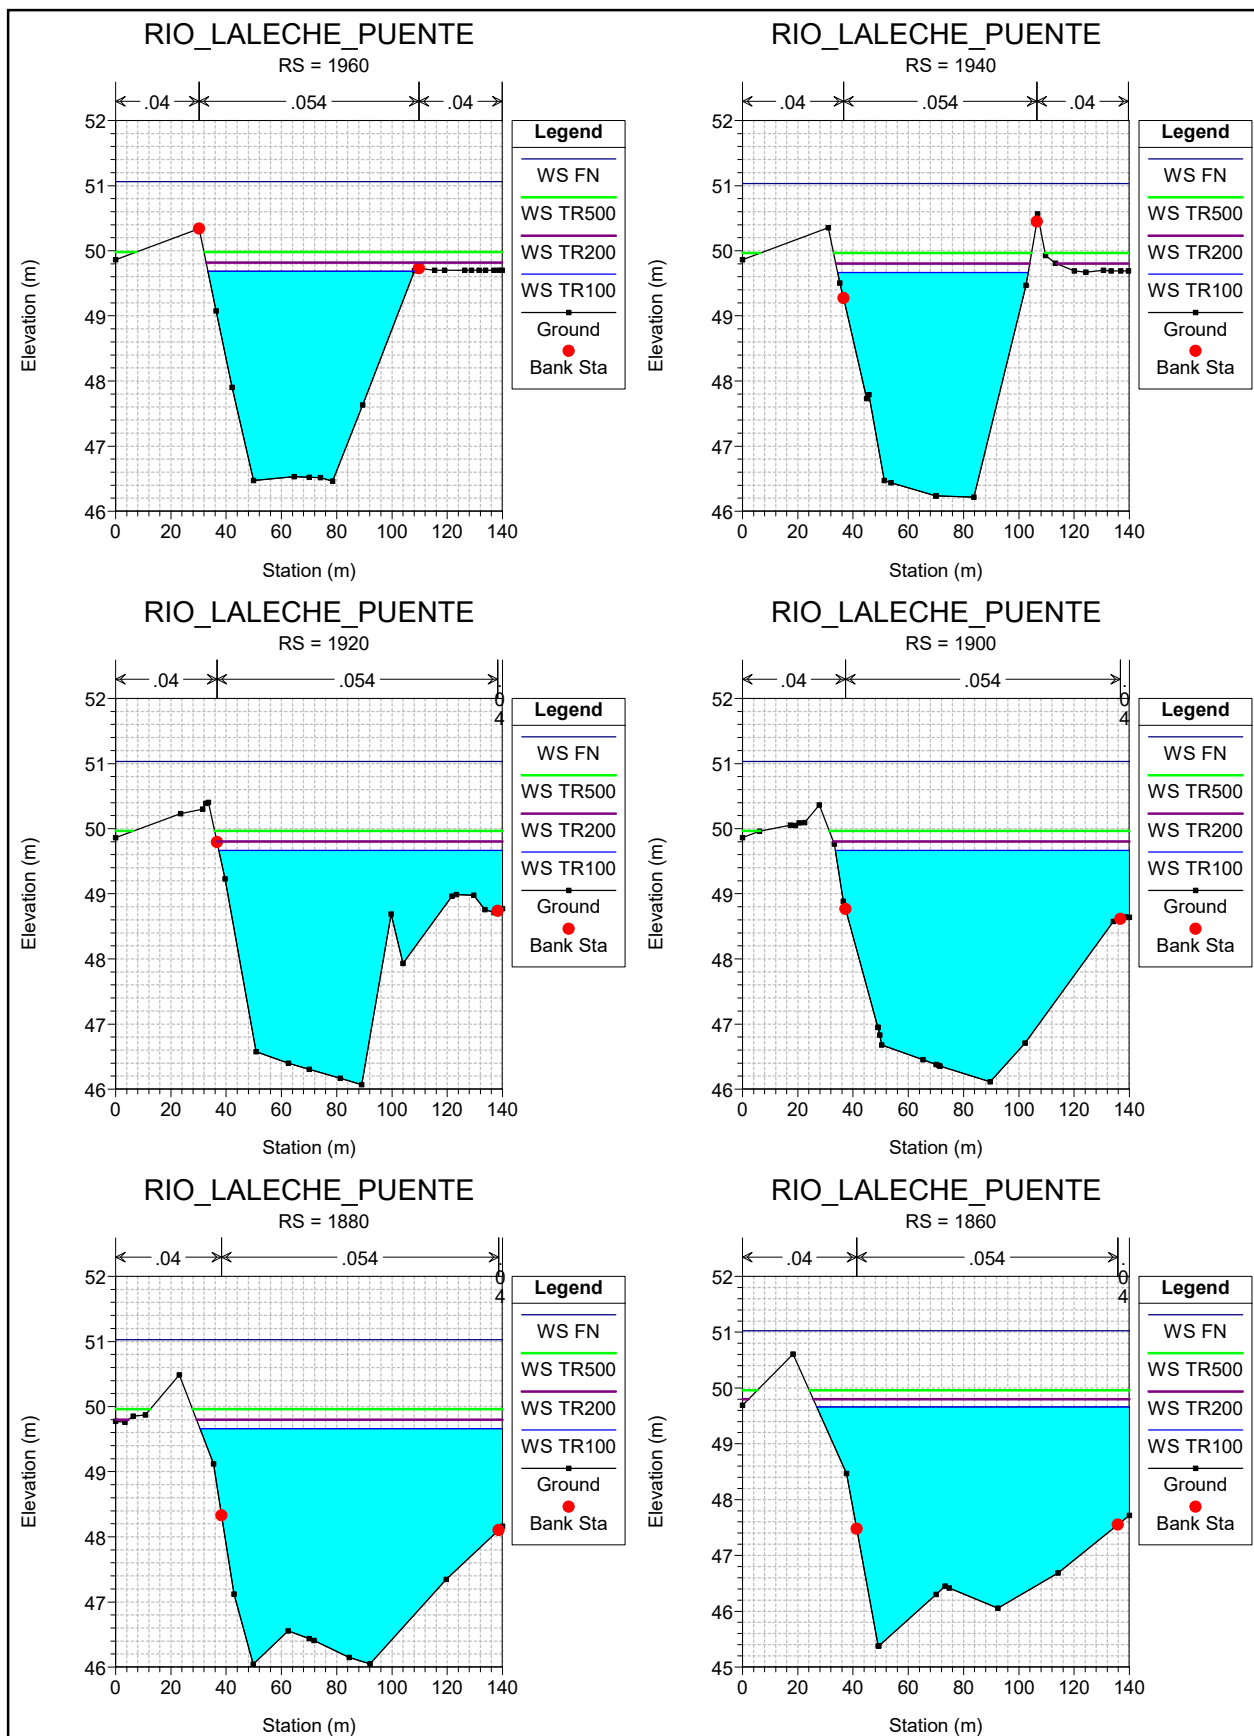 RIO_LALECHE_PUENTE
RS = 1960
.04 .054 .04
52
51
50
49
48
47
46
0 20 40 60 80 100 120 140
Station (m)
Elevation (m)
Legend
WS FN
WS TR500
WS TR200
WS TR100
Ground
Bank Sta
RIO_LALECHE_PUENTE
RS = 1940
.04 .054 .04
52
51
50
49
48
47
46
0 20 40 60 80 100 120 140
Station (m)
Elevation (m)
Legend
WS FN
WS TR500
WS TR200
WS TR100
Ground
Bank Sta
RIO_LALECHE_PUENTE
RS = 1920
.04 .054 .04
52
51
50
49
48
47
46
0 20 40 60 80 100 120 140
Station (m)
Elevation (m)
Legend
WS FN
WS TR500
WS TR200
WS TR100
Ground
Bank Sta
RIO_LALECHE_PUENTE
RS = 1900
.04 .054 .04
52
51
50
49
48
47
46
0 20 40 60 80 100 120 140
Station (m)
Elevation (m)
Legend
WS FN
WS TR500
WS TR200
WS TR100
Ground
Bank Sta
RIO_LALECHE_PUENTE
RS = 1880
.04 .054 .04
52
51
50
49
48
47
46
0 20 40 60 80 100 120 140
Station (m)
Elevation (m)
Legend
WS FN
WS TR500
WS TR200
WS TR100
Ground
Bank Sta
RIO_LALECHE_PUENTE
RS = 1860
.04 .054 .04
52
51
50
49
48
47
46
45
0 20 40 60 80 100 120 140
Station (m)
Elevation (m)
Legend
WS FN
WS TR500
WS TR200
WS TR100
Ground
Bank Sta